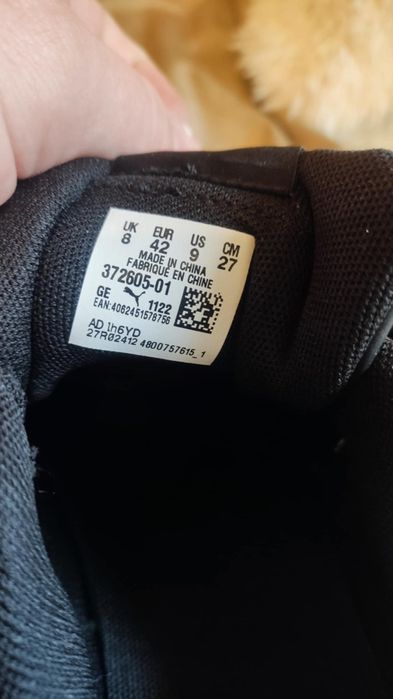 UK EUR US CM
8 42 9 27
MADE IN CHINA
FABRIQUÉ EN CHINE
372605-01
GE 1122
EAN:4062451578756
AD 1h6YD
27R02412 4800757615_1